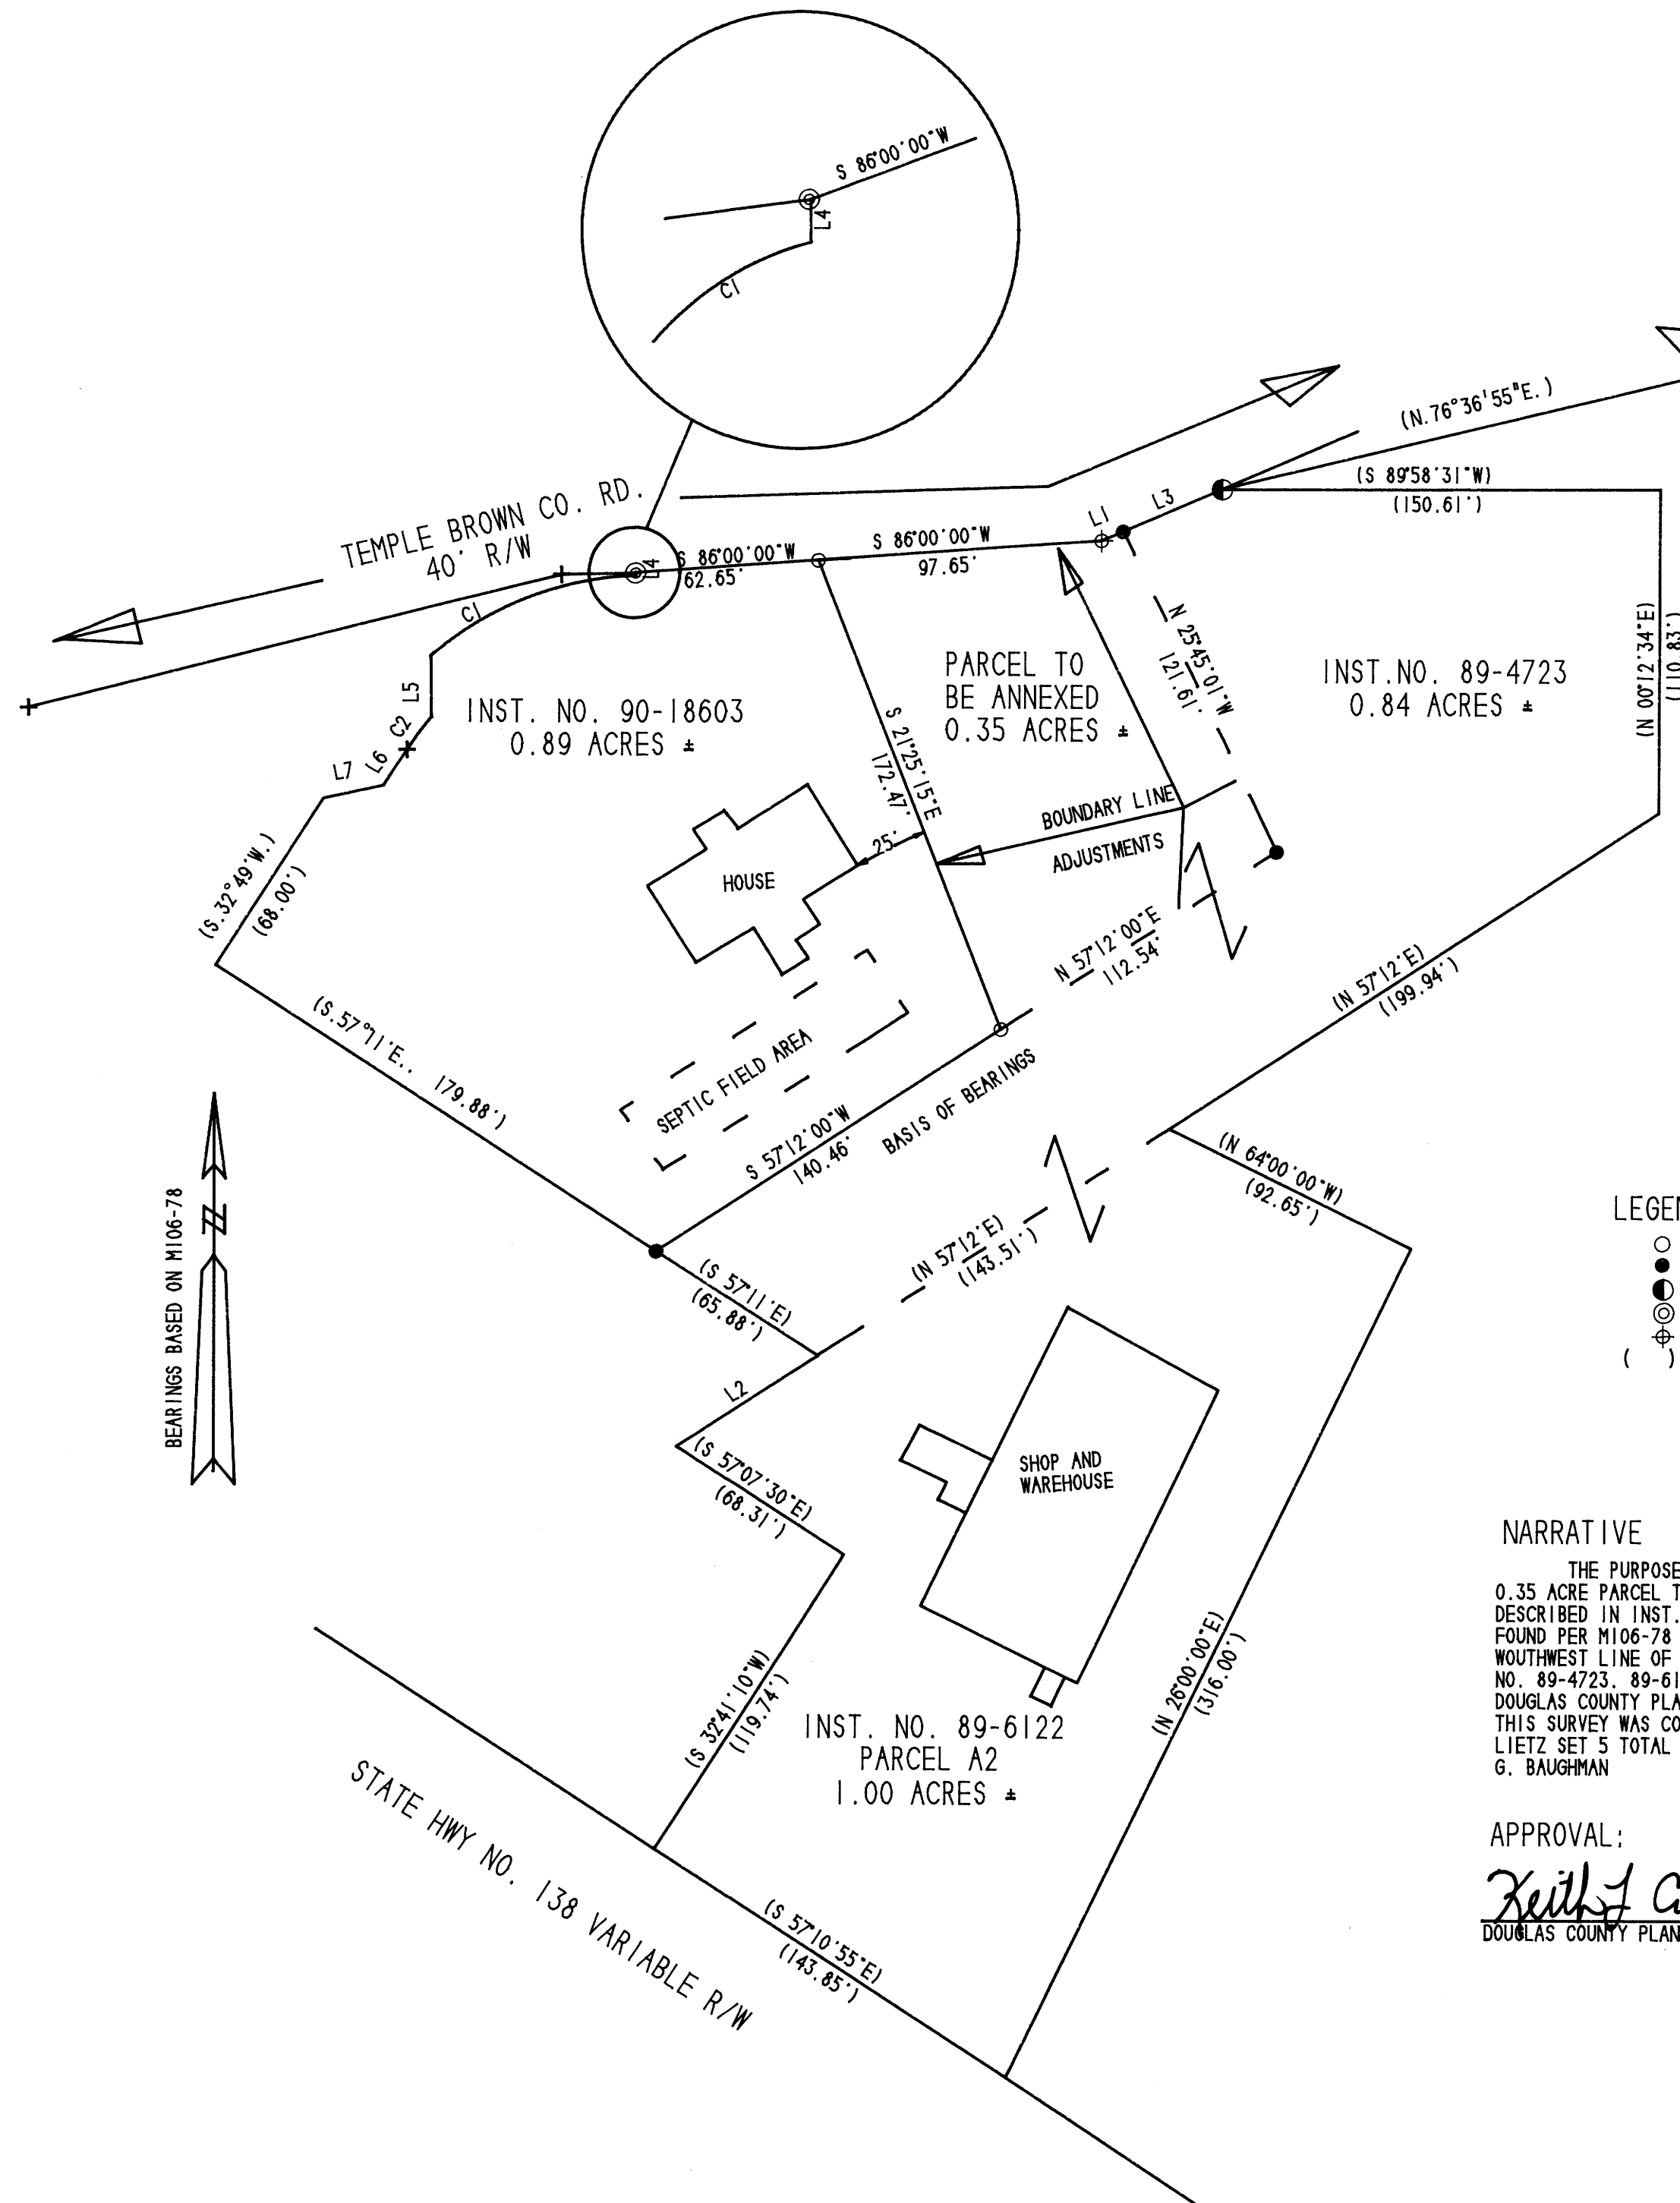 S 86°00'00"W
L4
C1
(N.76°36'55"E.)
TEMPLE BROWN CO. RD.
40' R/W
(S 89°58'31"W)
(150.61')
L3
L1
S 86°00'00"W
97.65'
S 86°00'00"W
62.65'
L4
C1
L5
C2
L6
L7
INST. NO. 90-18603
0.89 ACRES ±
PARCEL TO
BE ANNEXED
0.35 ACRES ±
N 25°45'01"W
121.61'
INST.NO. 89-4723
0.84 ACRES ±
(N 00°12'34"E)
(110.83')
S 21°25'15"E
172.47'
BOUNDARY LINE
ADJUSTMENTS
25'
HOUSE
(S.32°49'W.)
(68.00')
N 57°12'00"E
112.54'
(N 57°12'E)
(199.94')
(S.57°11'E.. 179.88')
SEPTIC FIELD AREA
S 57°12'00"W
140.46'
BASIS OF BEARINGS
(N 64°00'00"W)
(92.65')
BEARINGS BASED ON M106-78
N
(N 57°12'E)
(143.51')
(S 57°11'E)
(65.88')
L2
LEGEN
( )
(S 57°07'30"E)
(68.31')
SHOP AND
WAREHOUSE
(N 26°00'00"E)
(316.00')
(S 32°41'10"W)
(119.74')
INST. NO. 89-6122
PARCEL A2
1.00 ACRES ±
STATE HWY NO. 138 VARIABLE R/W
(S 57°10'55"E)
(143.85')
NARRATIVE
THE PURPOSE
0.35 ACRE PARCEL T
DESCRIBED IN INST.
FOUND PER M106-78
WOUTHWEST LINE OF
NO. 89-4723. 89-61
DOUGLAS COUNTY PLA
THIS SURVEY WAS CO
LIETZ SET 5 TOTAL
G. BAUGHMAN
APPROVAL:
Keith L C
DOUGLAS COUNTY PLAN